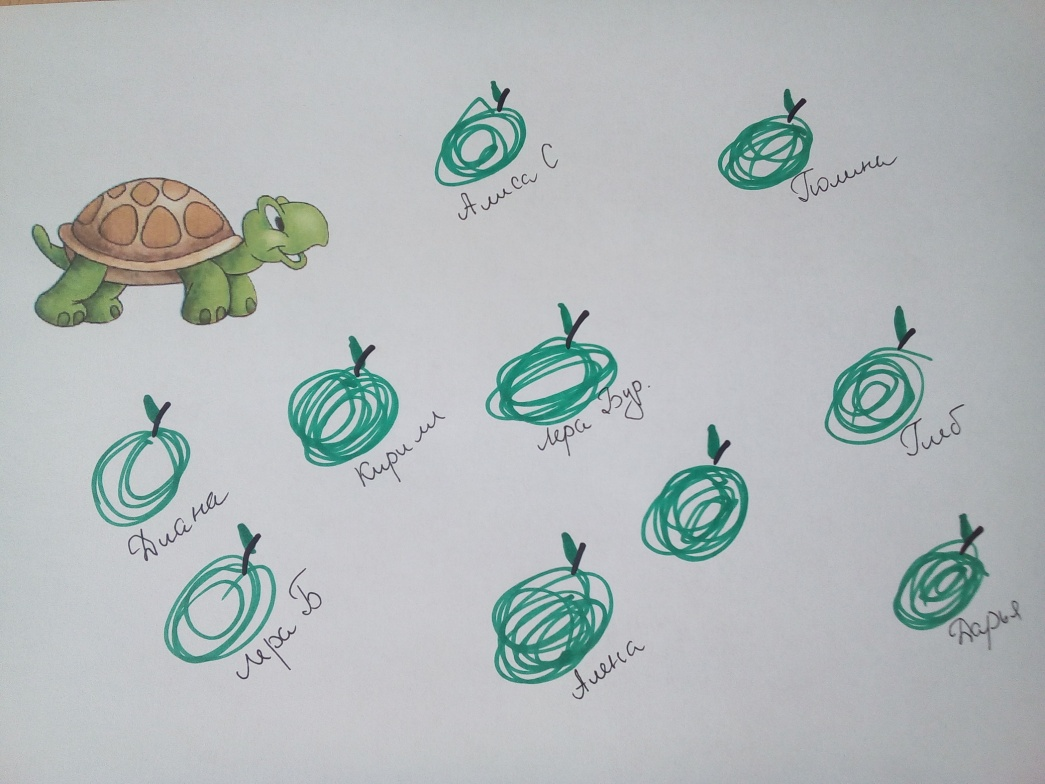 Алиса С
Полина
Кирилл
Лера Бур.
Глеб
Диана
Лера Б
Алена
Дарья